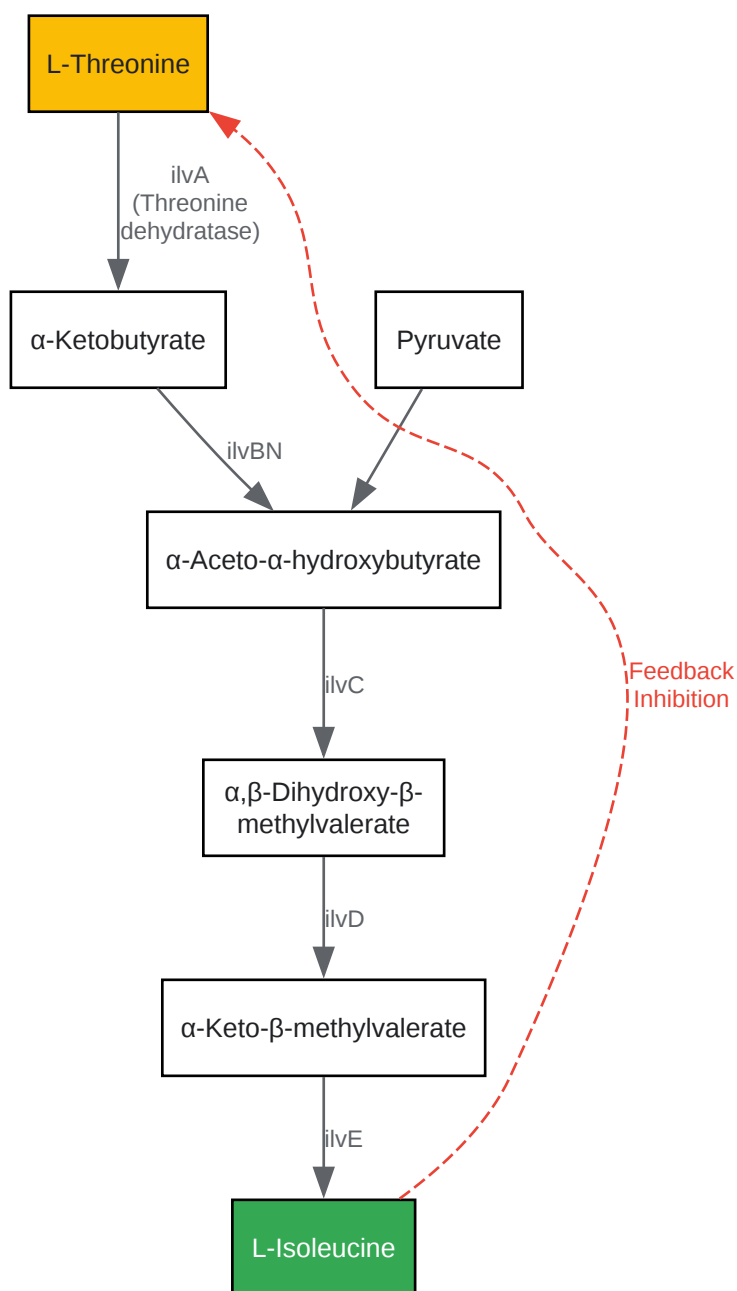 L-Threonine
ilvA
(Threonine
dehydratase)
α-Ketobutyrate
Pyruvate
ilvBN
α-Aceto-α-hydroxybutyrate
Feedback
Inhibition
ilvC
α,β-Dihydroxy-β-
methylvalerate
ilvD
α-Keto-β-methylvalerate
ilvE
L-Isoleucine